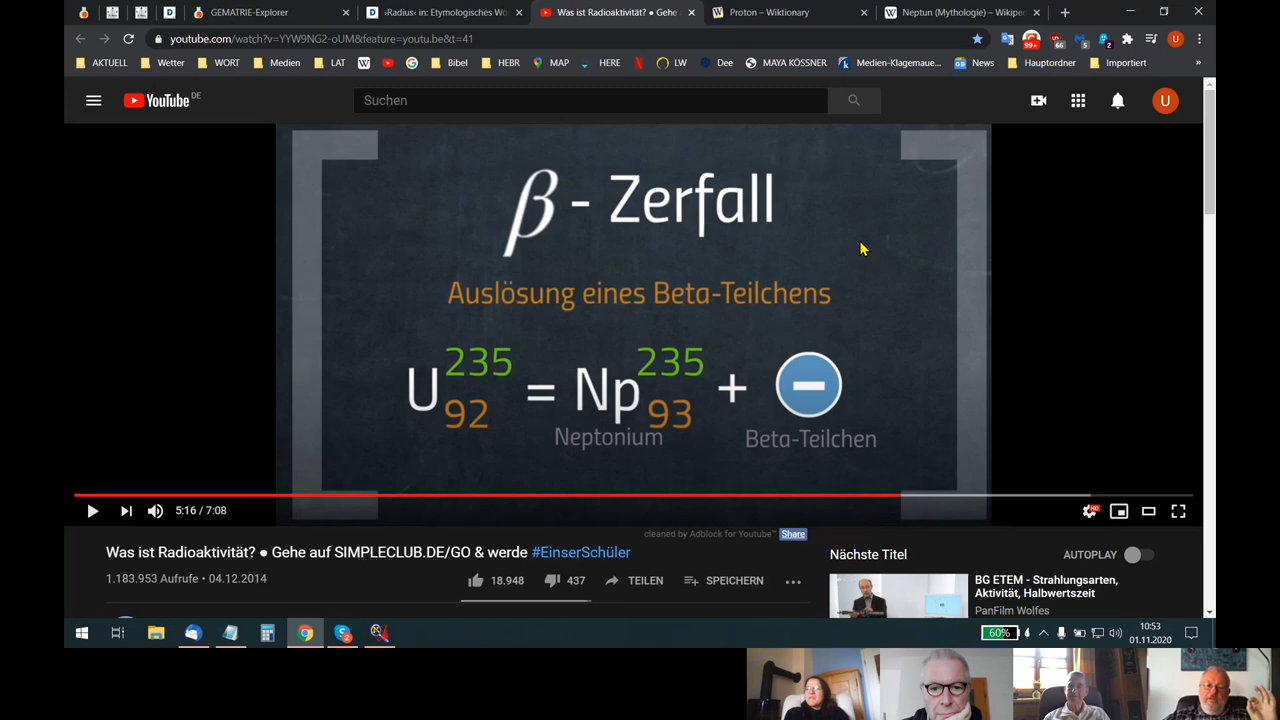 GEMATRIE-Explorer
›Radius‹ in: Etymologisches Wö
Was ist Radioaktivität? ● Gehe a
Proton – Wiktionary
Neptun (Mythologie) – Wikipe
youtube.com/watch?v=YYW9NG2-oUM&feature=youtu.be&t=41
99+
66
5
2
U
AKTUELL
Wetter
WORT
Medien
LAT
Bibel
HEBR
MAP
HERE
LW
Dee
MAYA KÖSSNER
Medien-Klagemaue...
News
Hauptordner
Importiert
»
YouTube DE
Suchen
U
β - Zerfall
Auslösung eines Beta-Teilchens
U 235 92 = Np 235 93 + −
Neptonium
Beta-Teilchen
5:16 / 7:08
HD
cleaned by Adblock for Youtube™ Share
Was ist Radioaktivität? ● Gehe auf SIMPLECLUB.DE/GO & werde #EinserSchüler
1.183.953 Aufrufe • 04.12.2014
18.948
437
TEILEN
SPEICHERN
Nächste Titel
AUTOPLAY
BG ETEM - Strahlungsarten,
Aktivität, Halbwertszeit
PanFilm Wolfes
60%
10:53
01.11.2020